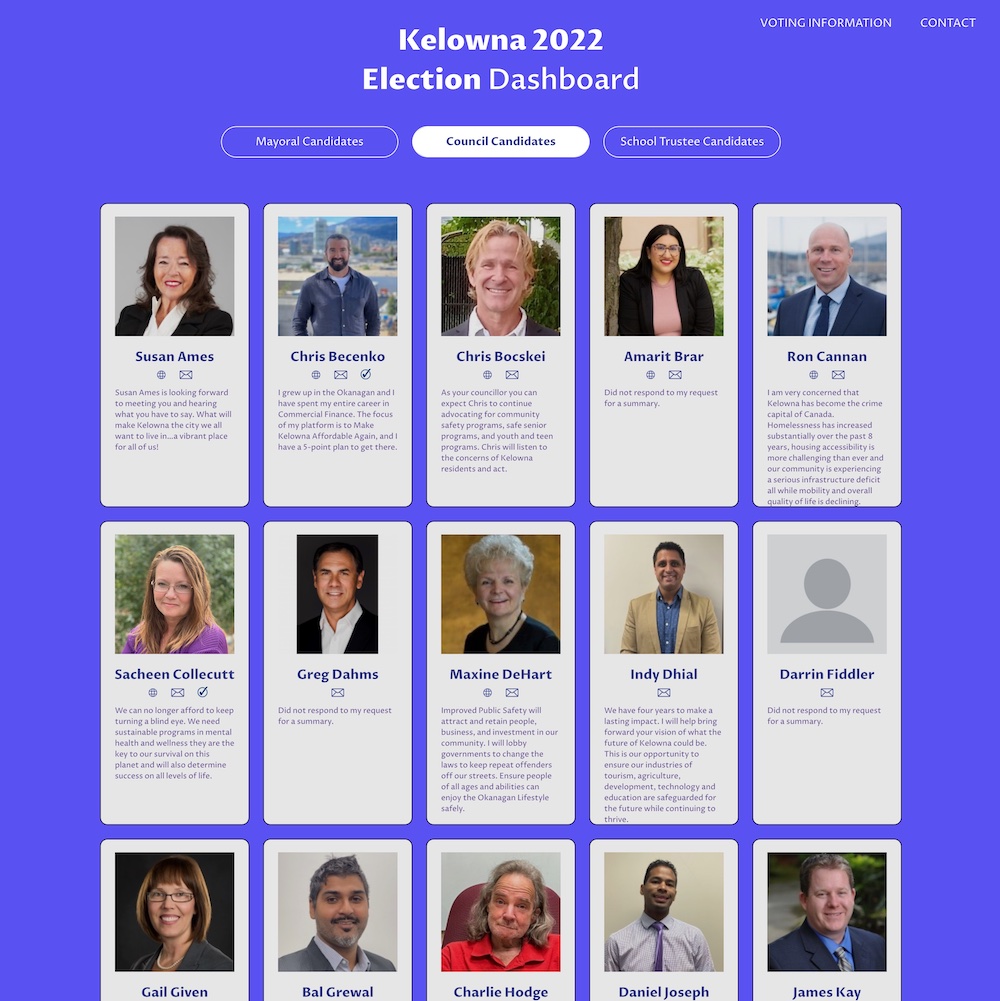 VOTING INFORMATION
CONTACT
Kelowna 2022
Election Dashboard
Mayoral Candidates
Council Candidates
School Trustee Candidates
Susan Ames
Susan Ames is looking forward
to meeting you and hearing
what you have to say. What will
make Kelowna the city we all
want to live in...a vibrant place
for all of us!
Chris Becenko
I grew up in the Okanagan and I
have spent my entire career in
Commercial Finance. The focus
of my platform is to Make
Kelowna Affordable Again, and I
have a 5-point plan to get there.
Chris Bocskei
As your councillor you can
expect Chris to continue
advocating for community
safety programs, safe senior
programs, and youth and teen
programs. Chris will listen to
the concerns of Kelowna
residents and act.
Amarit Brar
Did not respond to my request
for a summary.
Ron Cannan
I am very concerned that
Kelowna has become the crime
capital of Canada.
Homelessness has increased
substantially over the past 8
years, housing accessibility is
more challenging than ever and
our community is experiencing
a serious infrastructure deficit
all while mobility and overall
quality of life is declining.
Sacheen Collecutt
We can no longer afford to keep
turning a blind eye. We need
sustainable programs in mental
health and wellness they are the
key to our survival on this
planet and will also determine
success on all levels of life.
Greg Dahms
Did not respond to my request
for a summary.
Maxine DeHart
Improved Public Safety will
attract and retain people,
business, and investment in our
community. I will lobby
governments to change the
laws to keep repeat offenders
off our streets. Ensure people
of all ages and abilities can
enjoy the Okanagan Lifestyle
safely.
Indy Dhial
We have four years to make a
lasting impact. I will help bring
forward your vision of what the
future of Kelowna could be.
This is our opportunity to
ensure our industries of
tourism, agriculture,
development, technology and
education are safeguarded for
the future while continuing to
thrive.
Darrin Fiddler
Did not respond to my request
for a summary.
Gail Given
Bal Grewal
Charlie Hodge
Daniel Joseph
James Kay